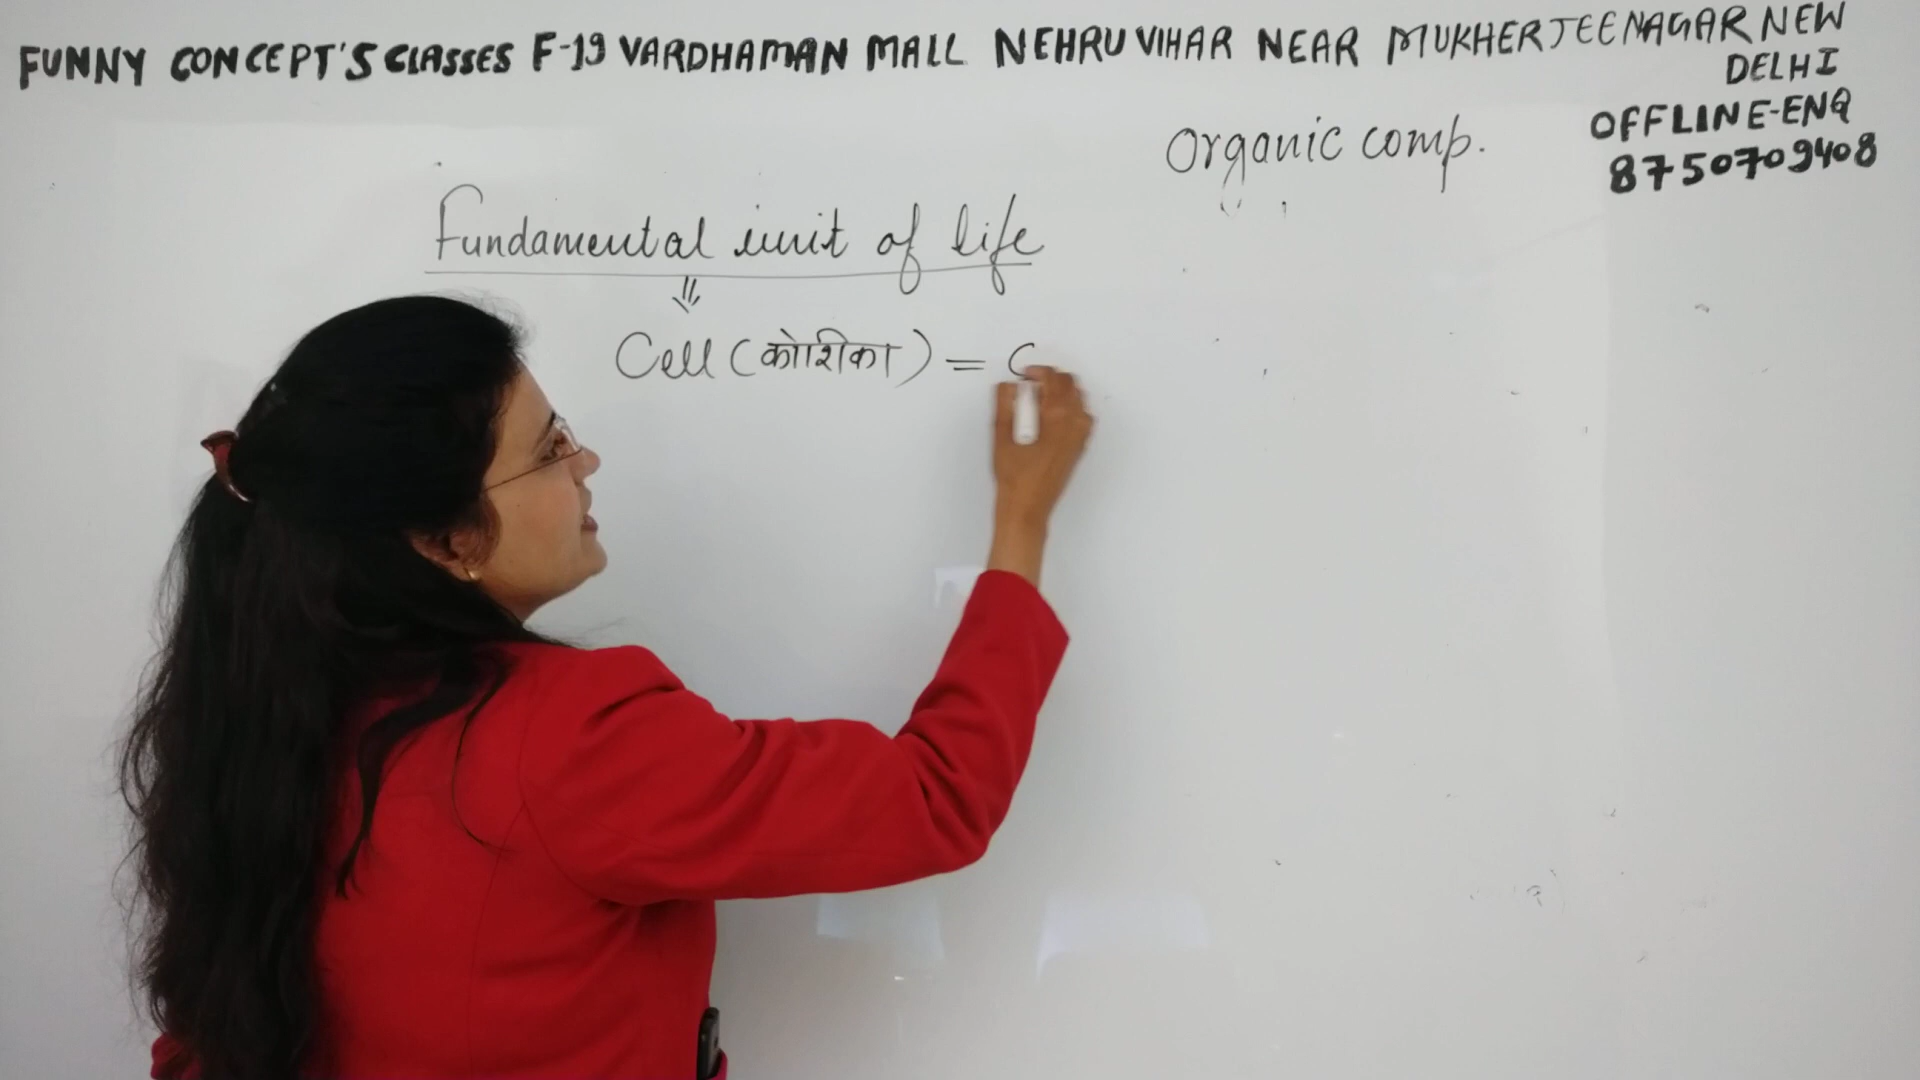 FUNNY CONCEPT'S CLASSES F-19 VARDHAMAN MALL NEHRU VIHAR NEAR MUKHERJEENAGAR NEW
DELHI
OFFLINE-ENQ
8750709408
Organic comp.
Fundamental unit of life
⇓
Cell (कोशिका) = C